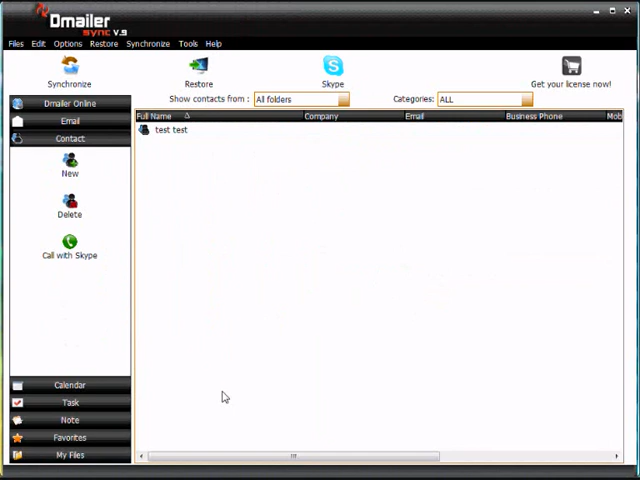 Dmailer
sync v.9
Files Edit Options Restore Synchronize Tools Help
Synchronize Restore Skype Get your license now!
Show contacts from : All folders Categories: ALL
Dmailer Online
Email
Contact
New
Delete
Call with Skype
Full Name Company Email Business Phone Mob
test test
Calendar
Task
Note
Favorites
My Files